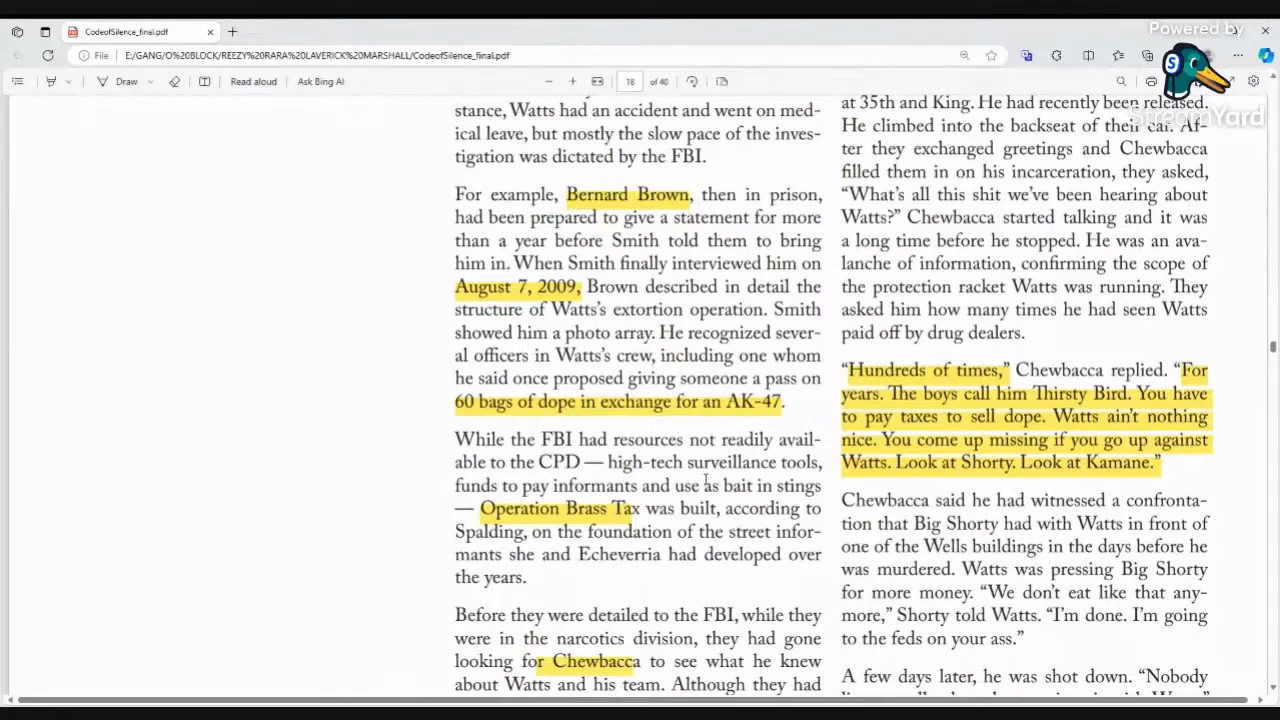 Powered by
StreamYard
CodeofSilence_final.pdf
File
E:/GANG/O%20BLOCK/REEZY%20RARA%20LAVERICK%20MARSHALL/CodeofSilence_final.pdf
Draw
Read aloud
Ask Bing AI
18
of 40
stance, Watts had an accident and went on med-
ical leave, but mostly the slow pace of the inves-
tigation was dictated by the FBI.
For example, Bernard Brown, then in prison,
had been prepared to give a statement for more
than a year before Smith told them to bring
him in. When Smith finally interviewed him on
August 7, 2009, Brown described in detail the
structure of Watts’s extortion operation. Smith
showed him a photo array. He recognized sever-
al officers in Watts’s crew, including one whom
he said once proposed giving someone a pass on
60 bags of dope in exchange for an AK-47.
While the FBI had resources not readily avail-
able to the CPD — high-tech surveillance tools,
funds to pay informants and use as bait in stings
— Operation Brass Tax was built, according to
Spalding, on the foundation of the street infor-
mants she and Echeverria had developed over
the years.
Before they were detailed to the FBI, while they
were in the narcotics division, they had gone
looking for Chewbacca to see what he knew
about Watts and his team. Although they had
at 35th and King. He had recently been released.
He climbed into the backseat of their car. Af-
ter they exchanged greetings and Chewbacca
filled them in on his incarceration, they asked,
“What’s all this shit we’ve been hearing about
Watts?” Chewbacca started talking and it was
a long time before he stopped. He was an ava-
lanche of information, confirming the scope of
the protection racket Watts was running. They
asked him how many times he had seen Watts
paid off by drug dealers.
“Hundreds of times,” Chewbacca replied. “For
years. The boys call him Thirsty Bird. You have
to pay taxes to sell dope. Watts ain’t nothing
nice. You come up missing if you go up against
Watts. Look at Shorty. Look at Kamane.”
Chewbacca said he had witnessed a confronta-
tion that Big Shorty had with Watts in front of
one of the Wells buildings in the days before he
was murdered. Watts was pressing Big Shorty
for more money. “We don’t eat like that any-
more,” Shorty told Watts. “I’m done. I’m going
to the feds on your ass.”
A few days later, he was shot down. “Nobody